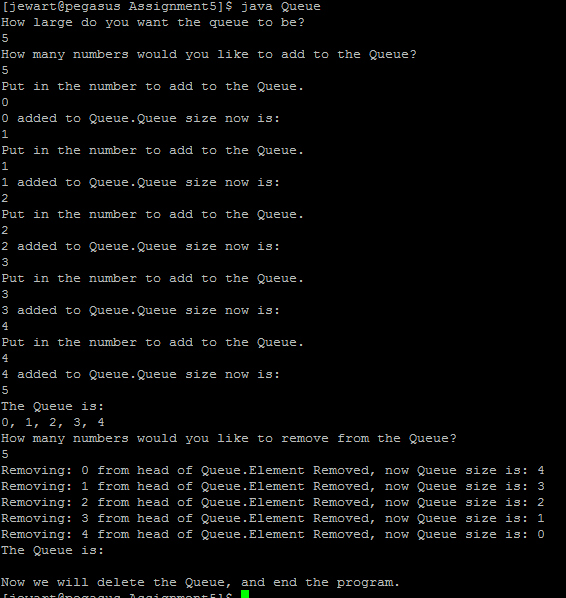 [jewart@pegasus Assignment5]$ java Queue
How large do you want the queue to be?
5
How many numbers would you like to add to the Queue?
5
Put in the number to add to the Queue.
0
0 added to Queue.Queue size now is:
1
Put in the number to add to the Queue.
1
1 added to Queue.Queue size now is:
2
Put in the number to add to the Queue.
2
2 added to Queue.Queue size now is:
3
Put in the number to add to the Queue.
3
3 added to Queue.Queue size now is:
4
Put in the number to add to the Queue.
4
4 added to Queue.Queue size now is:
5
The Queue is:
0, 1, 2, 3, 4
How many numbers would you like to remove from the Queue?
5
Removing: 0 from head of Queue.Element Removed, now Queue size is: 4
Removing: 1 from head of Queue.Element Removed, now Queue size is: 3
Removing: 2 from head of Queue.Element Removed, now Queue size is: 2
Removing: 3 from head of Queue.Element Removed, now Queue size is: 1
Removing: 4 from head of Queue.Element Removed, now Queue size is: 0
The Queue is:
Now we will delete the Queue, and end the program.
[jewart@pegasus Assignment5]$